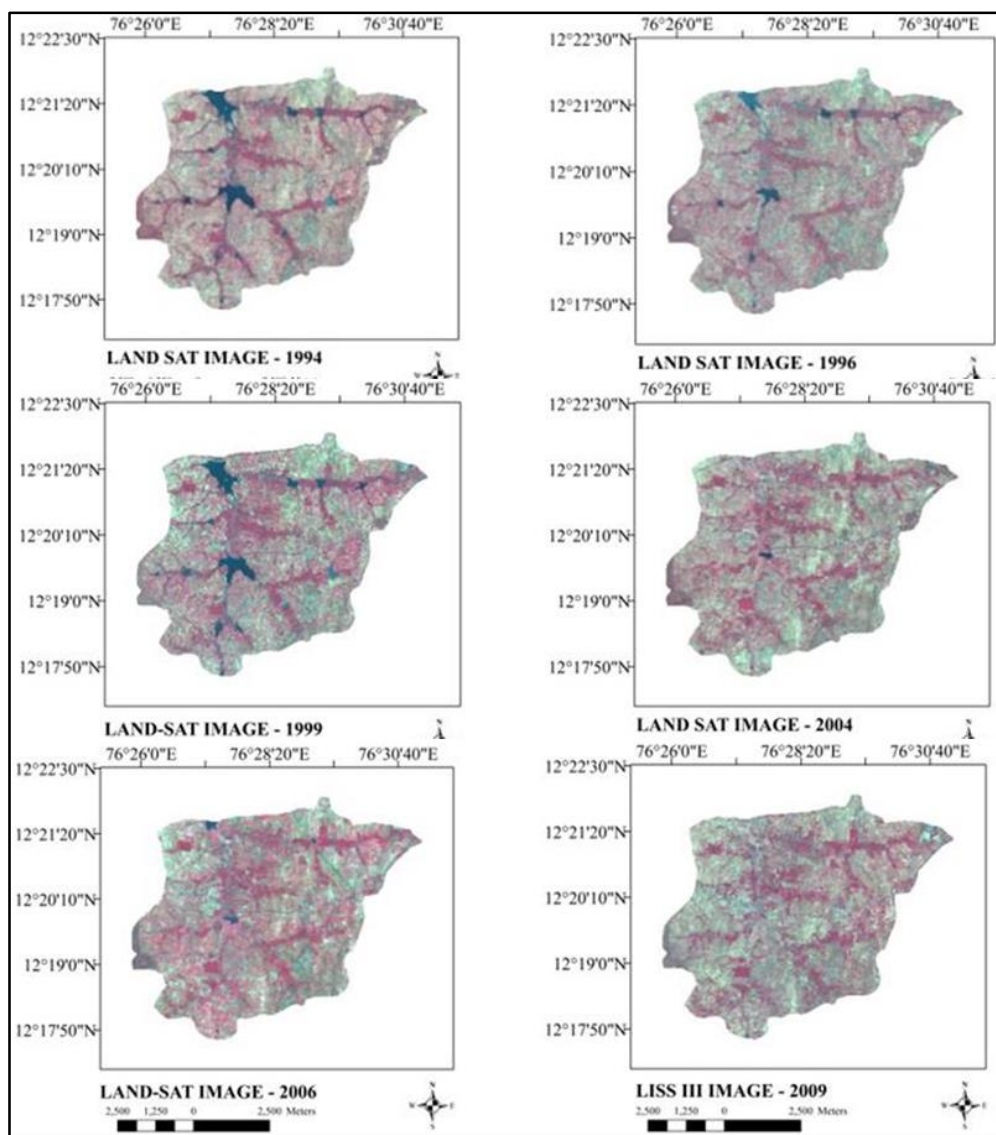 76°26'0"E 76°28'20"E 76°30'40"E
12°22'30"N
12°21'20"N
12°20'10"N
12°19'0"N
12°17'50"N
LAND SAT IMAGE - 1994
N
W E
76°26'0"E 76°28'20"E 76°30'40"E
12°22'30"N
12°21'20"N
12°20'10"N
12°19'0"N
12°17'50"N
LAND SAT IMAGE - 1996
N
76°26'0"E 76°28'20"E 76°30'40"E
12°22'30"N
12°21'20"N
12°20'10"N
12°19'0"N
12°17'50"N
LAND-SAT IMAGE - 1999
N
76°26'0"E 76°28'20"E 76°30'40"E
12°22'30"N
12°21'20"N
12°20'10"N
12°19'0"N
12°17'50"N
LAND SAT IMAGE - 2004
N
76°26'0"E 76°28'20"E 76°30'40"E
12°22'30"N
12°21'20"N
12°20'10"N
12°19'0"N
12°17'50"N
LAND-SAT IMAGE - 2006
2,500 1,250 0 2,500 Meters
N
W E
S
76°26'0"E 76°28'20"E 76°30'40"E
12°22'30"N
12°21'20"N
12°20'10"N
12°19'0"N
12°17'50"N
LISS III IMAGE - 2009
2,500 1,250 0 2,500 Meters
N
W E
S